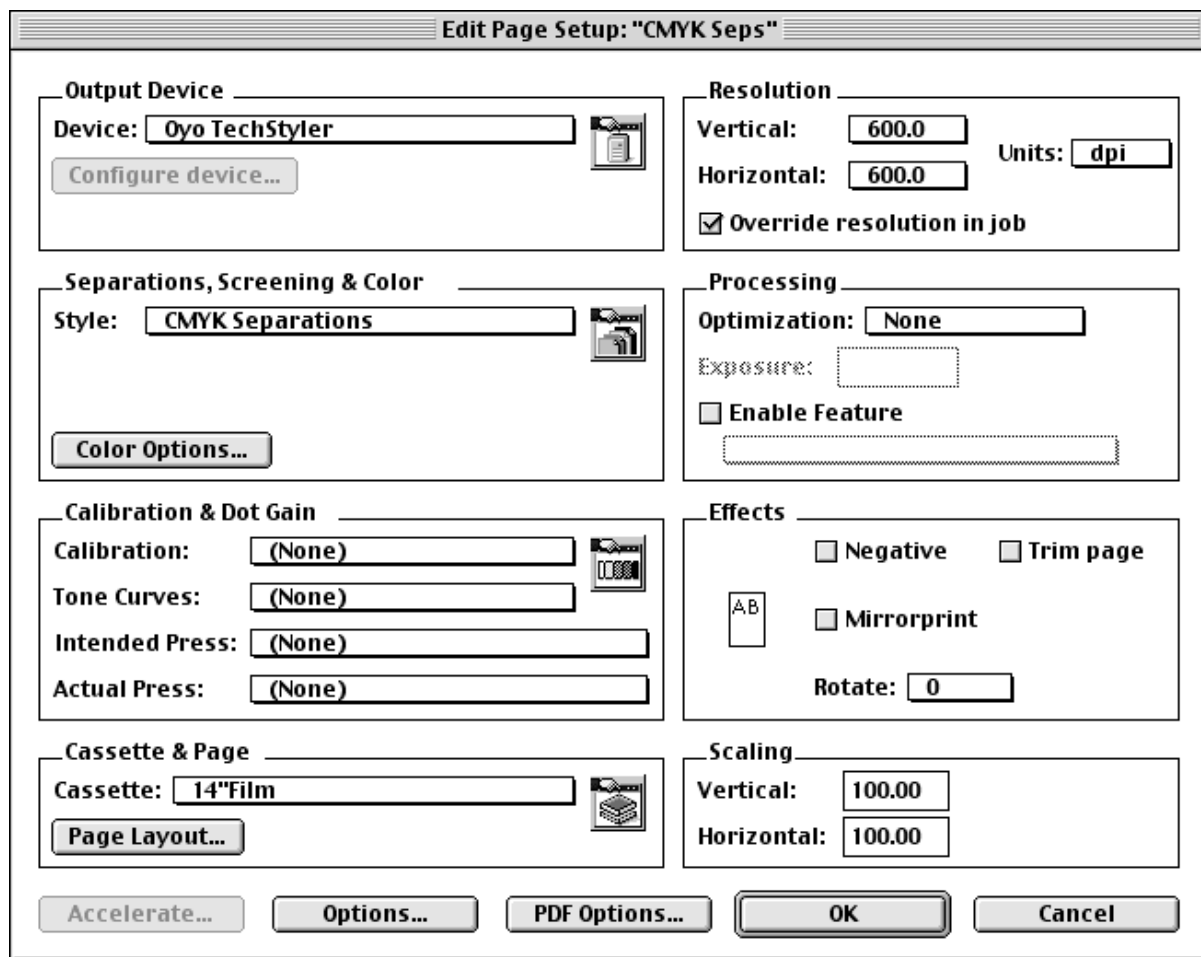 Edit Page Setup: "CMYK Seps"
Output Device
Device: Oyo TechStyler
Configure device...
Resolution
Vertical: 600.0
Horizontal: 600.0
Units: dpi
Override resolution in job
Separations, Screening & Color
Style: CMYK Separations
Color Options...
Processing
Optimization: None
Exposure:
Enable Feature
Calibration & Dot Gain
Calibration: (None)
Tone Curves: (None)
Intended Press: (None)
Actual Press: (None)
Effects
Negative
Trim page
AB
Mirrorprint
Rotate: 0
Cassette & Page
Cassette: 14"Film
Page Layout...
Scaling
Vertical: 100.00
Horizontal: 100.00
Accelerate...
Options...
PDF Options...
OK
Cancel